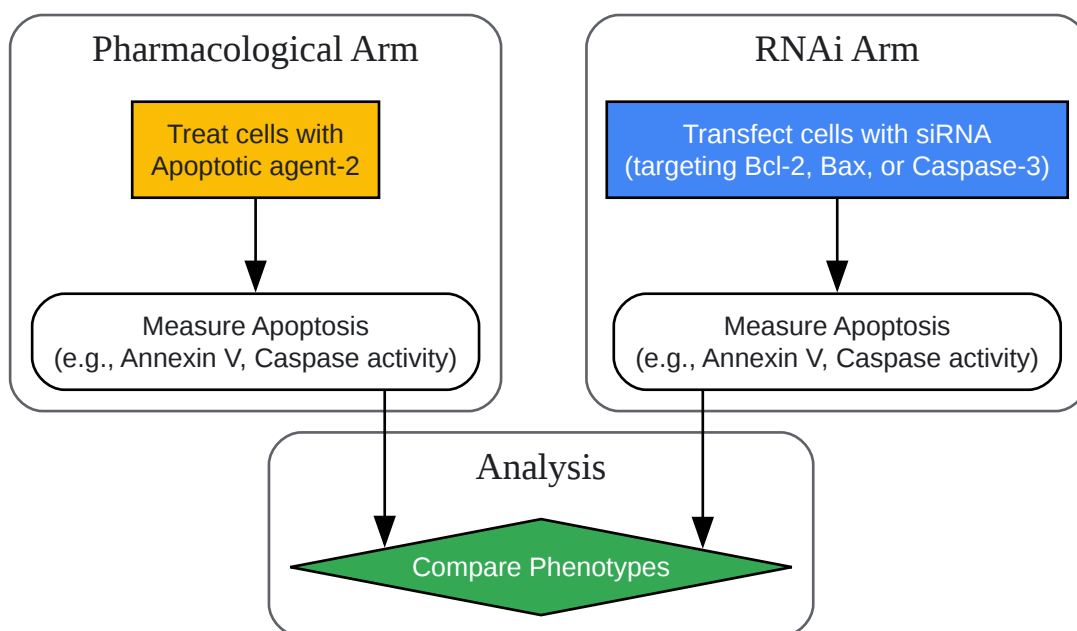 Pharmacological Arm
Treat cells with
Apoptotic agent-2
Measure Apoptosis
(e.g., Annexin V, Caspase activity)
RNAi Arm
Transfect cells with siRNA
(targeting Bcl-2, Bax, or Caspase-3)
Measure Apoptosis
(e.g., Annexin V, Caspase activity)
Analysis
Compare Phenotypes